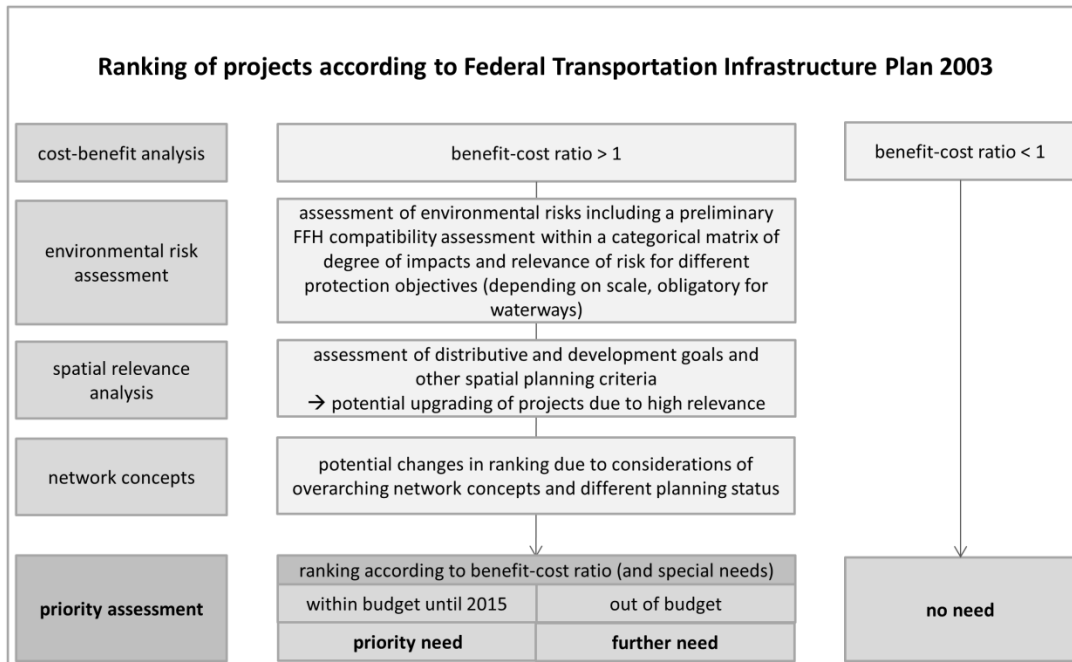 Ranking of projects according to Federal Transportation Infrastructure Plan 2003
cost-benefit analysis
benefit-cost ratio > 1
benefit-cost ratio < 1
environmental risk
assessment
assessment of environmental risks including a preliminary
FFH compatibility assessment within a categorical matrix of
degree of impacts and relevance of risk for different
protection objectives (depending on scale, obligatory for
waterways)
spatial relevance
analysis
assessment of distributive and development goals and
other spatial planning criteria
→ potential upgrading of projects due to high relevance
network concepts
potential changes in ranking due to considerations of
overarching network concepts and different planning status
priority assessment
ranking according to benefit-cost ratio (and special needs)
within budget until 2015
out of budget
priority need
further need
no need